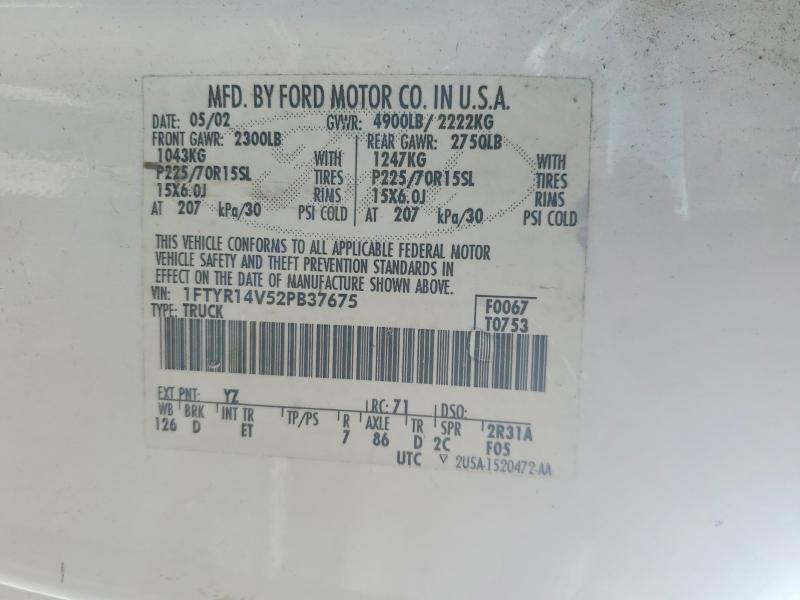 MFD. BY FORD MOTOR CO. IN U.S.A.
DATE: 05/02 GVWR: 4900LB/ 2222KG
FRONT GAWR: 2300LB REAR GAWR: 2750LB
1043KG WITH 1247KG WITH
P225/70R15SL TIRES P225/70R15SL TIRES
15X6.0J RIMS 15X6.0J RIMS
AT 207 kPa/30 PSI COLD AT 207 kPa/30 PSI COLD
THIS VEHICLE CONFORMS TO ALL APPLICABLE FEDERAL MOTOR
VEHICLE SAFETY AND THEFT PREVENTION STANDARDS IN
EFFECT ON THE DATE OF MANUFACTURE SHOWN ABOVE.
VIN: 1FTYR14V52PB37675 F0067
TYPE: TRUCK T0753
EXT PNT: YZ RC: 71 DSO:
WB BRK INT TR TP/PS R AXLE TR SPR 2R31A
126 D ET 7 86 D 2C F05
UTC ▽ 2U5A-1520472-AA